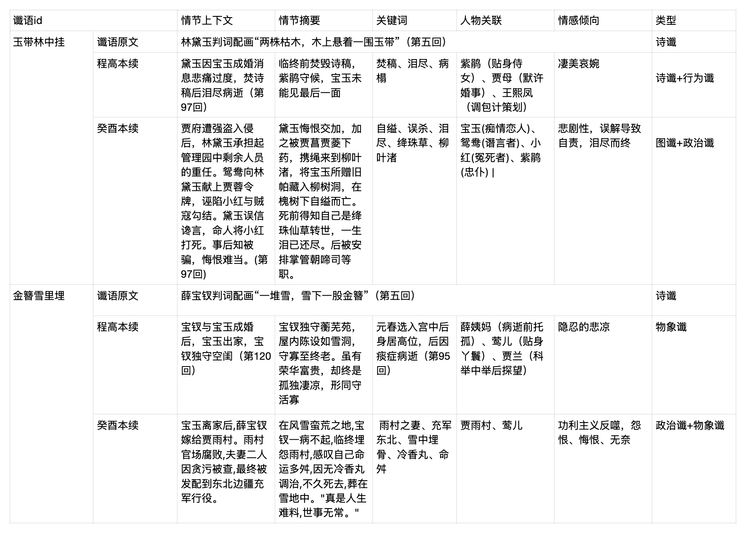 谶语id 情节上下文 情节摘要 关键词 人物关联 情感倾向 类型
玉带林中挂 谶语原文 林黛玉判词配画“两株枯木，木上悬着一围玉带”（第五回） 诗谶
程高本续
黛玉因宝玉成婚消
息悲痛过度，焚诗
稿后泪尽病逝（第
97回）
临终前焚毁诗稿，
紫鹃守候，宝玉未
能见最后一面
焚稿、泪尽、病
榻
紫鹃（贴身侍
女）、贾母（默许
婚事）、王熙凤
（调包计策划）
凄美哀婉
诗谶+行为谶
癸酉本续
贾府遭强盗入侵
后，林黛玉承担起
管理园中剩余人员
的重任。鸳鸯向林
黛玉献上贾蓉令
牌，诬陷小红与贼
寇勾结。黛玉误信
谗言，命人将小红
打死。事后知被
骗，悔恨难当。(第
97回)
黛玉悔恨交加，加
之被贾菖贾菱下
药，携绳来到柳叶
渚，将宝玉所赠旧
帕藏入柳树洞，在
槐树下自缢而亡。
死前得知自己是绛
珠仙草转世，一生
泪已还尽。后被安
排掌管朝啼司等
职。
自缢、误杀、泪
尽、绛珠草、柳
叶渚
宝玉(痴情恋人)、
鸳鸯(谮言者)、小
红(冤死者)、紫鹃
(忠仆) |
悲剧性，误解导致
自责，泪尽而终
图谶+政治谶
金簪雪里埋 谶语原文 薛宝钗判词配画“一堆雪，雪下一股金簪”（第五回） 诗谶
程高本续
宝钗与宝玉成婚
后，宝玉出家，宝
钗独守空闺（第120
回）
宝钗独守蘅芜苑，
屋内陈设如雪洞，
守寡至终老。虽有
荣华富贵，却终是
孤独凄凉，形同守
活寡
元春选入宫中后
身居高位，后因
痰症病逝（第95
回）
薛姨妈（病逝前托
孤）、莺儿（贴身
丫鬟）、贾兰（科
举中举后探望）
隐忍的悲凉
物象谶
癸酉本续
宝玉离家后,薛宝钗
嫁给贾雨村。雨村
官场腐败,夫妻二人
因贪污被查,最终被
发配到东北边疆充
军行役。
在风雪蛮荒之地,宝
钗一病不起,临终埋
怨雨村,感叹自己命
运多舛,因无冷香丸
调治,不久死去,葬在
雪地中。"真是人生
难料,世事无常。"
雨村之妻、充军
东北、雪中埋
骨、冷香丸、命
舛
贾雨村、莺儿
功利主义反噬，怨
恨、悔恨、无奈
政治谶+物象谶